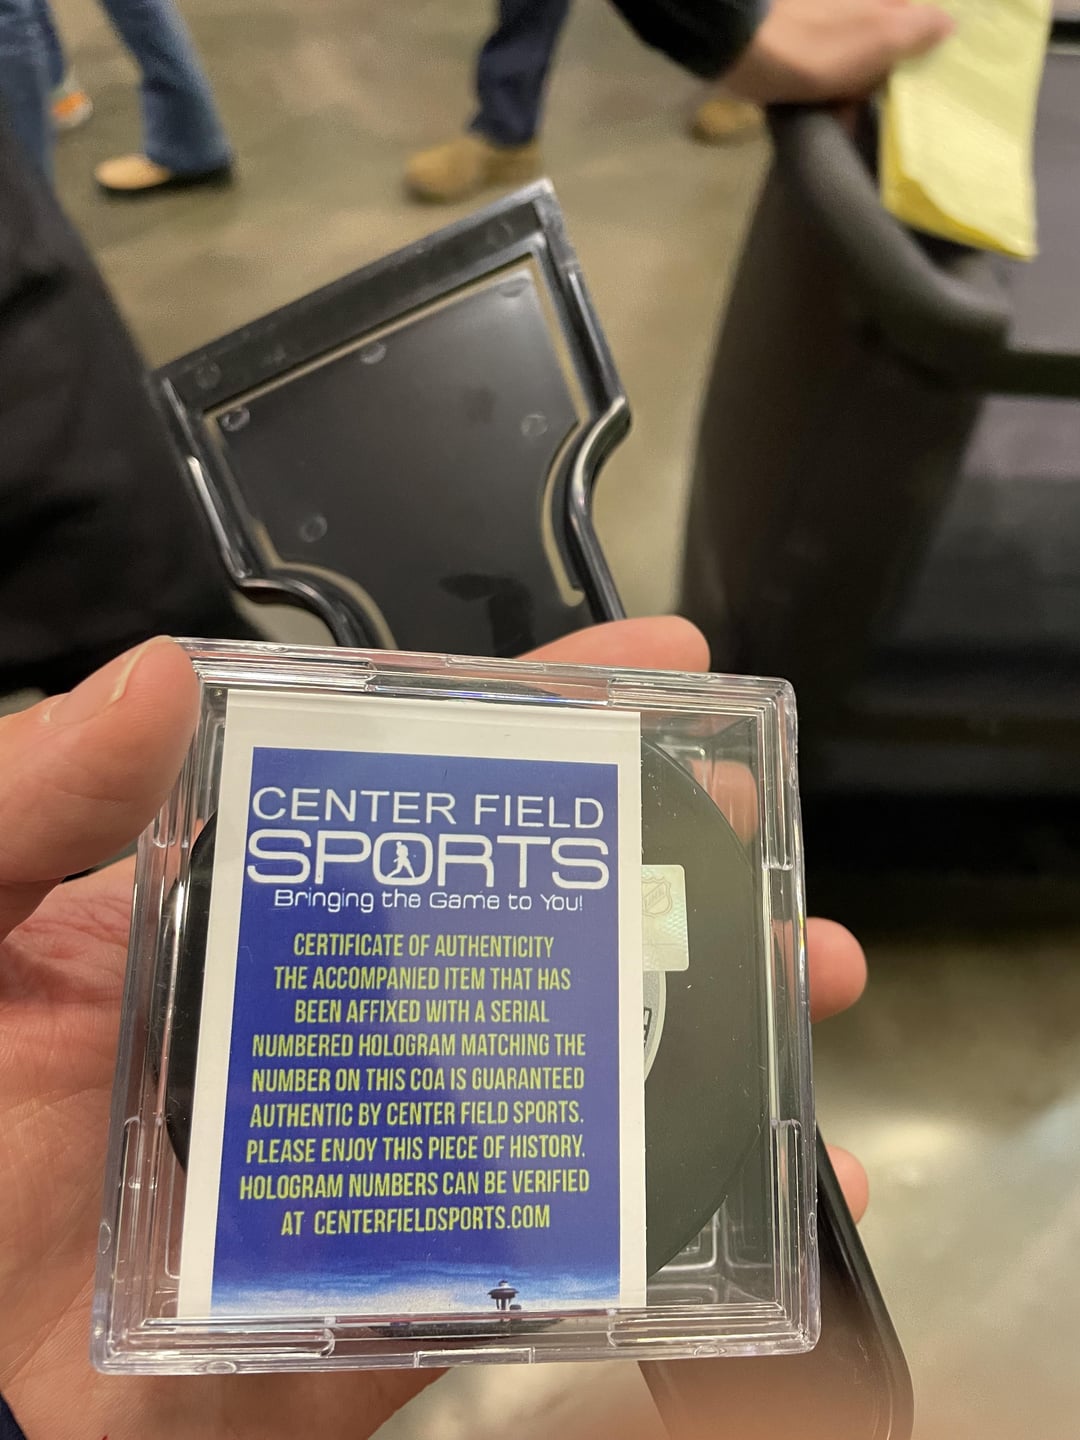 CENTER FIELD
SPORTS
Bringing the Game to You!
CERTIFICATE OF AUTHENTICITY
THE ACCOMPANIED ITEM THAT HAS
BEEN AFFIXED WITH A SERIAL
NUMBERED HOLOGRAM MATCHING THE
NUMBER ON THIS COA IS GUARANTEED
AUTHENTIC BY CENTER FIELD SPORTS.
PLEASE ENJOY THIS PIECE OF HISTORY.
HOLOGRAM NUMBERS CAN BE VERIFIED
AT CENTERFIELDSPORTS.COM